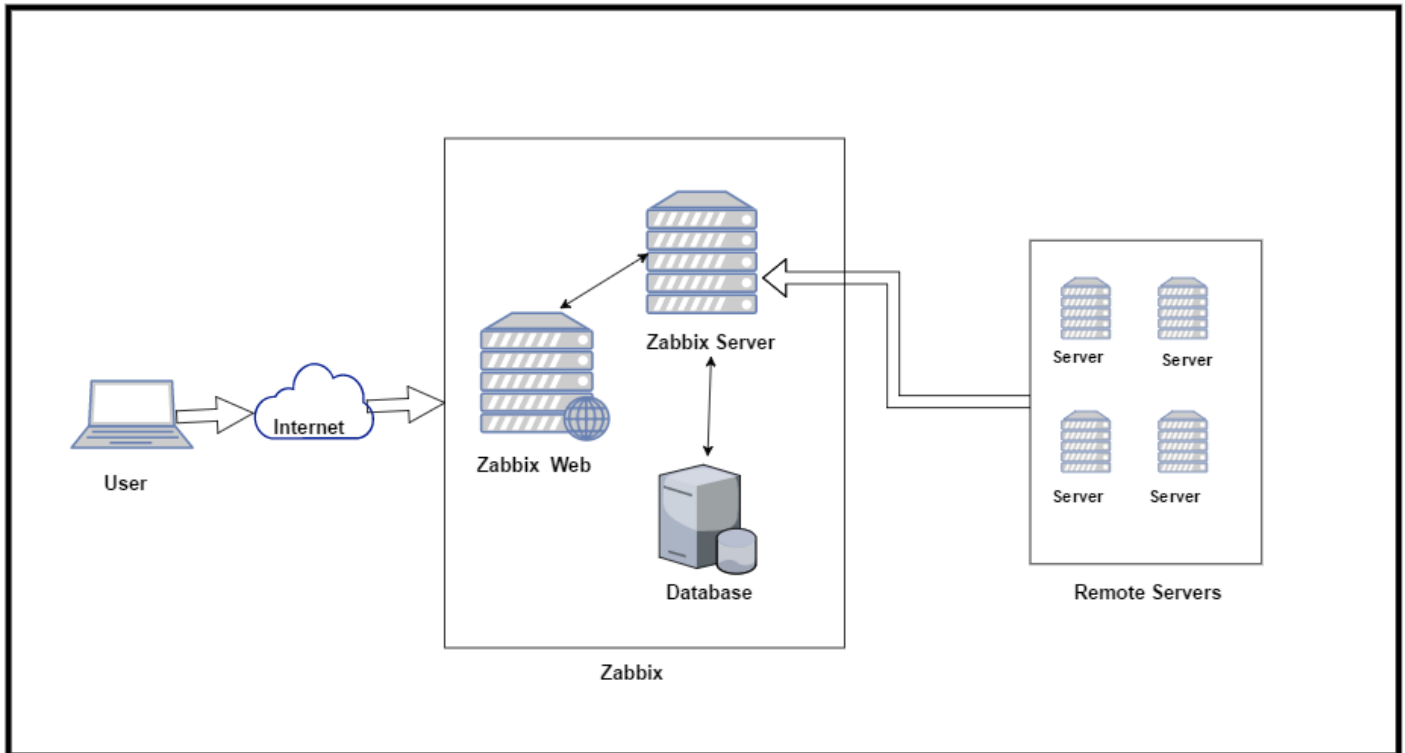 Zabbix Server
Server
Server
Internet
Zabbix Web
User
Server
Server
Database
Remote Servers
Zabbix